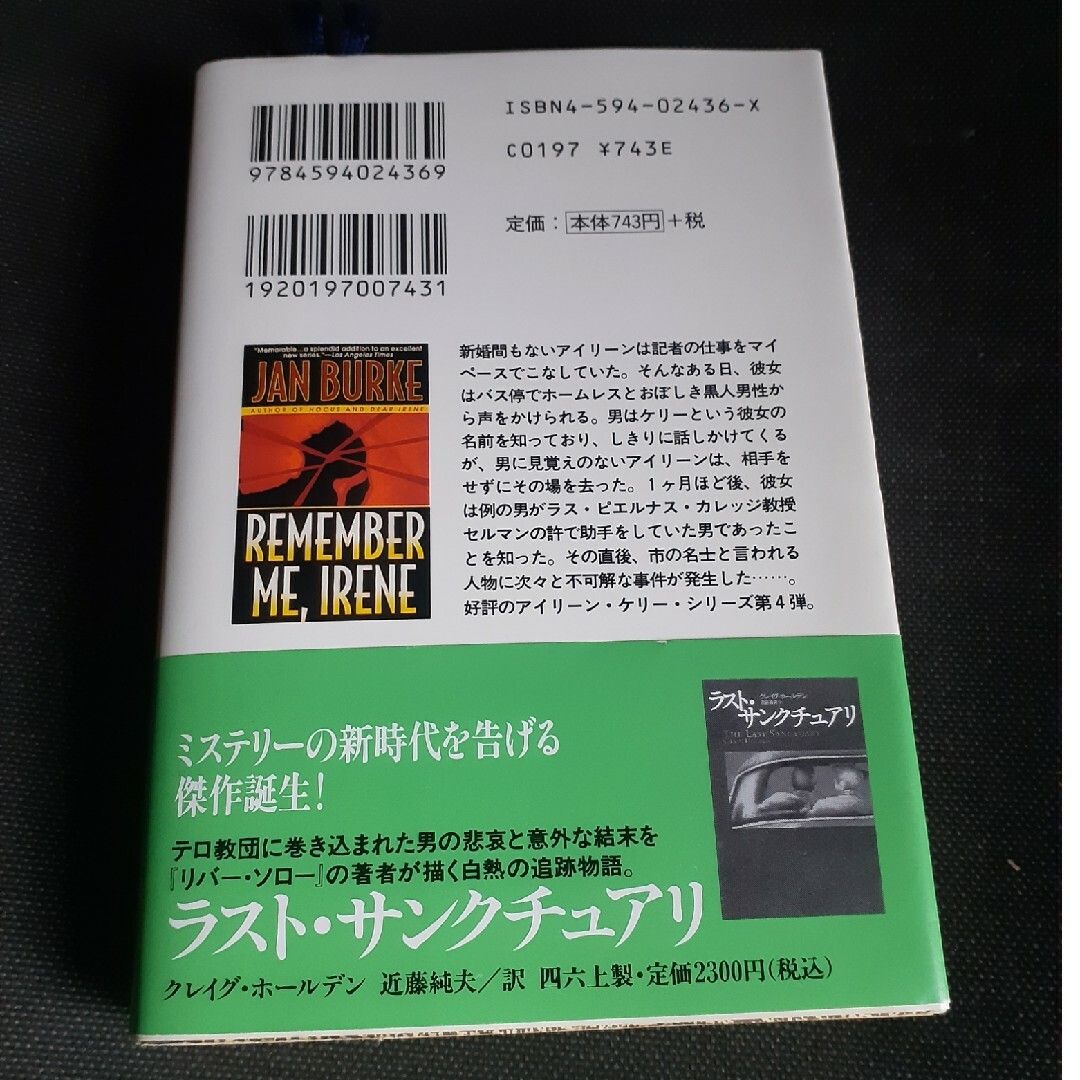 ISBN4-594-02436-X
C0197 ¥743E
9784594024369
定価：本体743円＋税
1920197007431
"Memorable...a splendid addition to an excellent
new series."—Los Angeles Times
JAN BURKE
AUTHOR OF HOCUS AND DEAR IRENE
REMEMBER
ME, IRENE
新婚間もないアイリーンは記者の仕事をマイ
ペースでこなしていた。そんなある日、彼女
はバス停でホームレスとおぼしき黒人男性か
ら声をかけられる。男はケリーという彼女の
名前を知っており、しきりに話しかけてくる
が、男に見覚えのないアイリーンは、相手を
せずにその場を去った。1ヶ月ほど後、彼女
は例の男がラス・ピエルナス・カレッジ教授
セルマンの許で助手をしていた男であったこ
とを知った。その直後、市の名士と言われる
人物に次々と不可解な事件が発生した……。
好評のアイリーン・ケリー・シリーズ第4弾。
ミステリーの新時代を告げる
傑作誕生！
テロ教団に巻き込まれた男の悲哀と意外な結末を
『リバー・ソロー』の著者が描く白熱の追跡物語。
ラスト・サンクチュアリ
クレイグ・ホールデン 近藤純夫／訳 四六上製・定価2300円（税込）
クレイグ・ホールデン
ラスト・
サンクチュアリ
THE LAST SANCTUARY